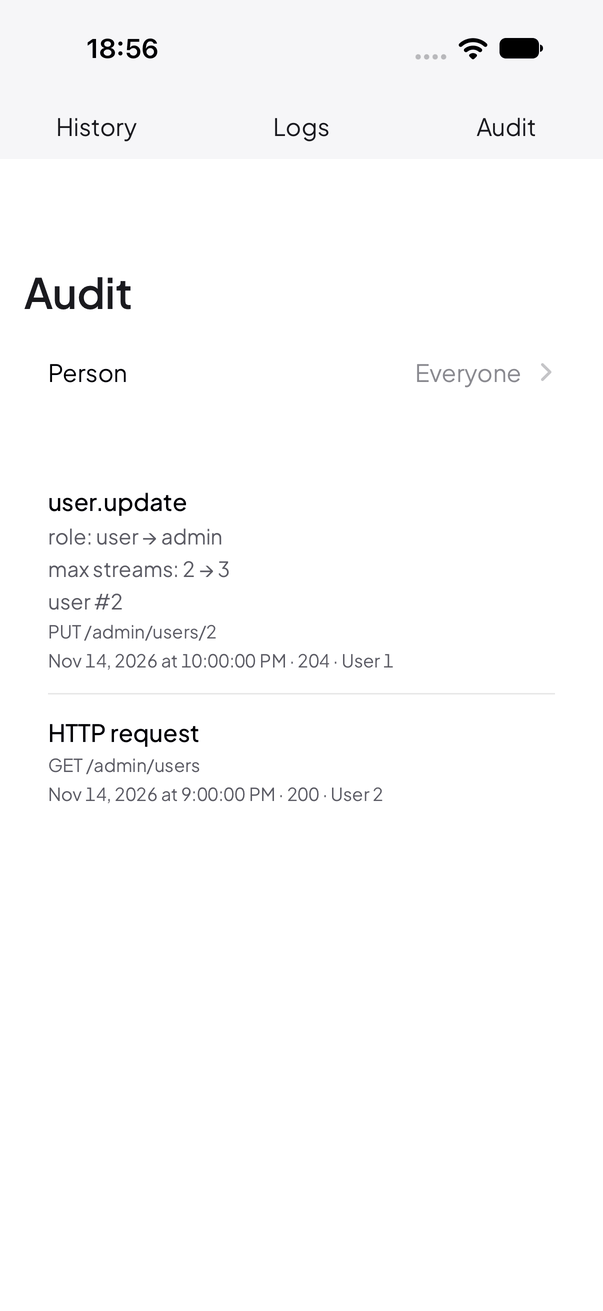 18:56
History Logs Audit
Audit
Person Everyone
user.update
role: user → admin
max streams: 2 → 3
user #2
PUT /admin/users/2
Nov 14, 2026 at 10:00:00 PM · 204 · User 1
HTTP request
GET /admin/users
Nov 14, 2026 at 9:00:00 PM · 200 · User 2